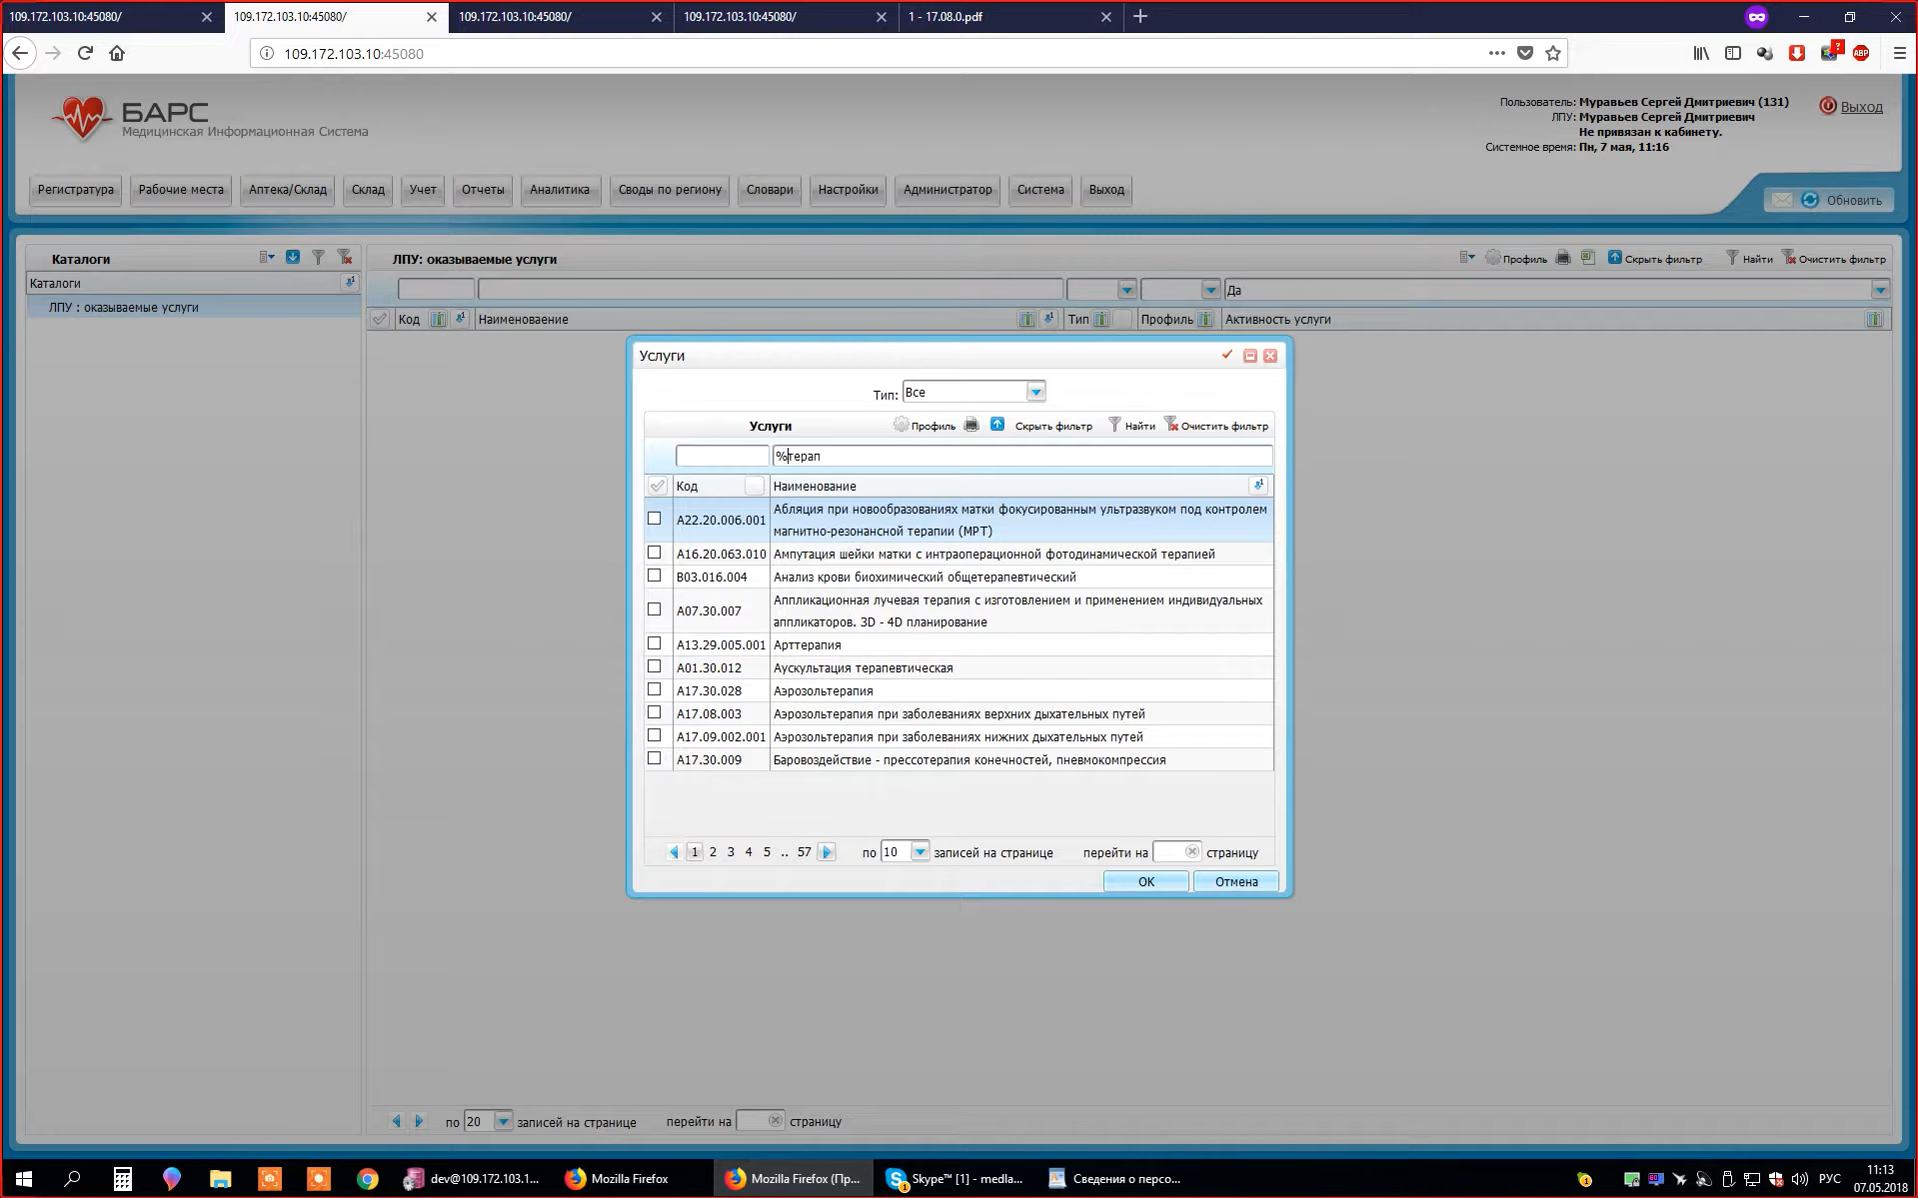 109.172.103.10:45080/
109.172.103.10:45080/
109.172.103.10:45080/
109.172.103.10:45080/
1 - 17.08.0.pdf
109.172.103.10:45080
?
ABP
БАРС
Медицинская Информационная Система
Пользователь: Муравьев Сергей Дмитриевич (131)
ЛПУ: Муравьев Сергей Дмитриевич
Не привязан к кабинету.
Системное время: Пн, 7 мая, 11:16
Выход
Регистратура Рабочие места Аптека/Склад Склад Учет Отчеты Аналитика Своды по региону Словари Настройки Администратор Система Выход
Обновить
Каталоги
Каталоги
ЛПУ : оказываемые услуги
ЛПУ: оказываемые услуги
Профиль Скрыть фильтр Найти Очистить фильтр
Да
Код Наименоваение Тип Профиль Активность услуги
Услуги
Тип: Все
Услуги Профиль Скрыть фильтр Найти Очистить фильтр
%терап
Код Наименование
A22.20.006.001 Абляция при новообразованиях матки фокусированным ультразвуком под контролем
магнитно-резонансной терапии (МРТ)
A16.20.063.010 Ампутация шейки матки с интраоперационной фотодинамической терапией
B03.016.004 Анализ крови биохимический общетерапевтический
A07.30.007 Аппликационная лучевая терапия с изготовлением и применением индивидуальных
аппликаторов. 3D - 4D планирование
A13.29.005.001 Арттерапия
A01.30.012 Аускультация терапевтическая
A17.30.028 Аэрозольтерапия
A17.08.003 Аэрозольтерапия при заболеваниях верхних дыхательных путей
A17.09.002.001 Аэрозольтерапия при заболеваниях нижних дыхательных путей
A17.30.009 Баровоздействие - прессотерапия конечностей, пневмокомпрессия
1 2 3 4 5 .. 57 по 10 записей на странице перейти на страницу
OK Отмена
по 20 записей на странице перейти на страницу
dev@109.172.103.1...
Mozilla Firefox
Mozilla Firefox (Пр...
Skype™ [1] - medla...
Сведения о персо...
РУС
11:13
07.05.2018